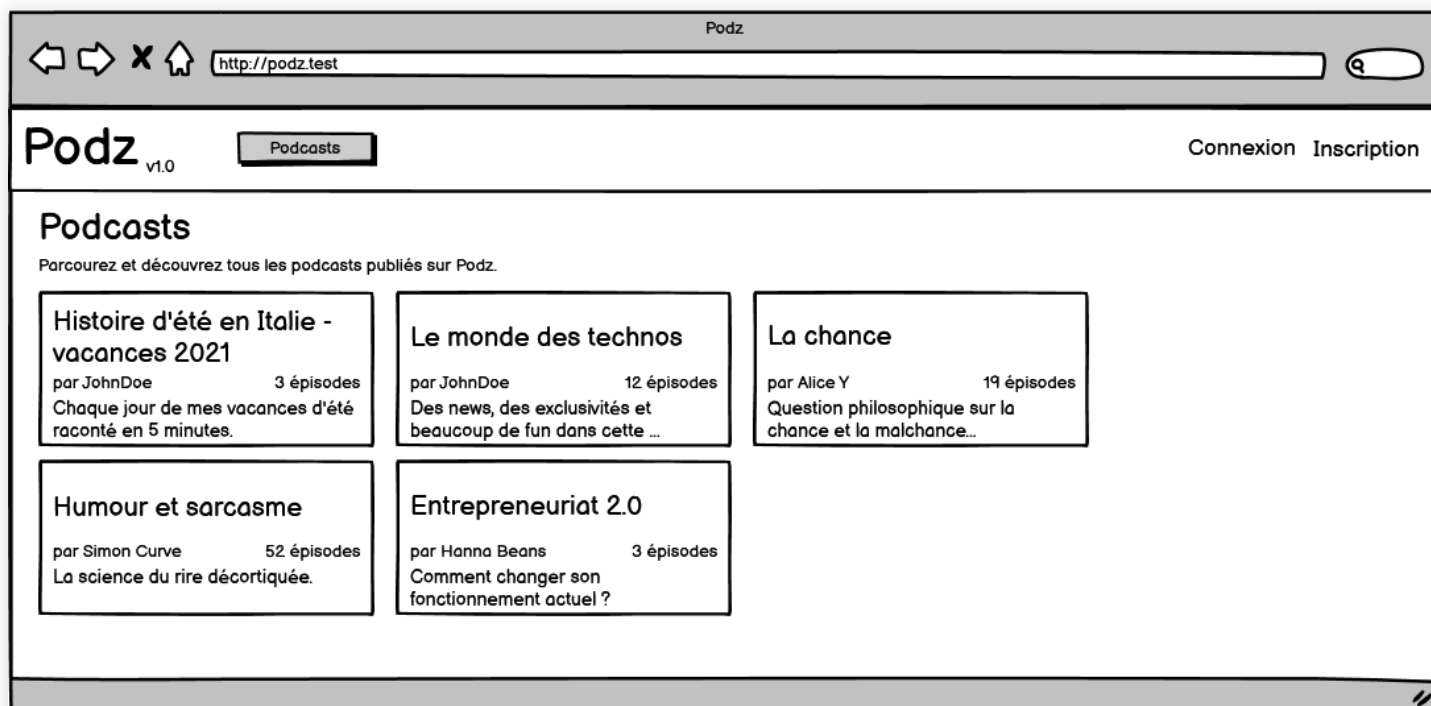 Podz
http://podz.test
Podz v1.0
Podcasts
Connexion Inscription
Podcasts
Parcourez et découvrez tous les podcasts publiés sur Podz.
Histoire d'été en Italie -
vacances 2021
par JohnDoe 3 épisodes
Chaque jour de mes vacances d'été
raconté en 5 minutes.
Le monde des technos
par JohnDoe 12 épisodes
Des news, des exclusivités et
beaucoup de fun dans cette ...
La chance
par Alice Y 19 épisodes
Question philosophique sur la
chance et la malchance...
Humour et sarcasme
par Simon Curve 52 épisodes
La science du rire décortiquée.
Entrepreneuriat 2.0
par Hanna Beans 3 épisodes
Comment changer son
fonctionnement actuel ?